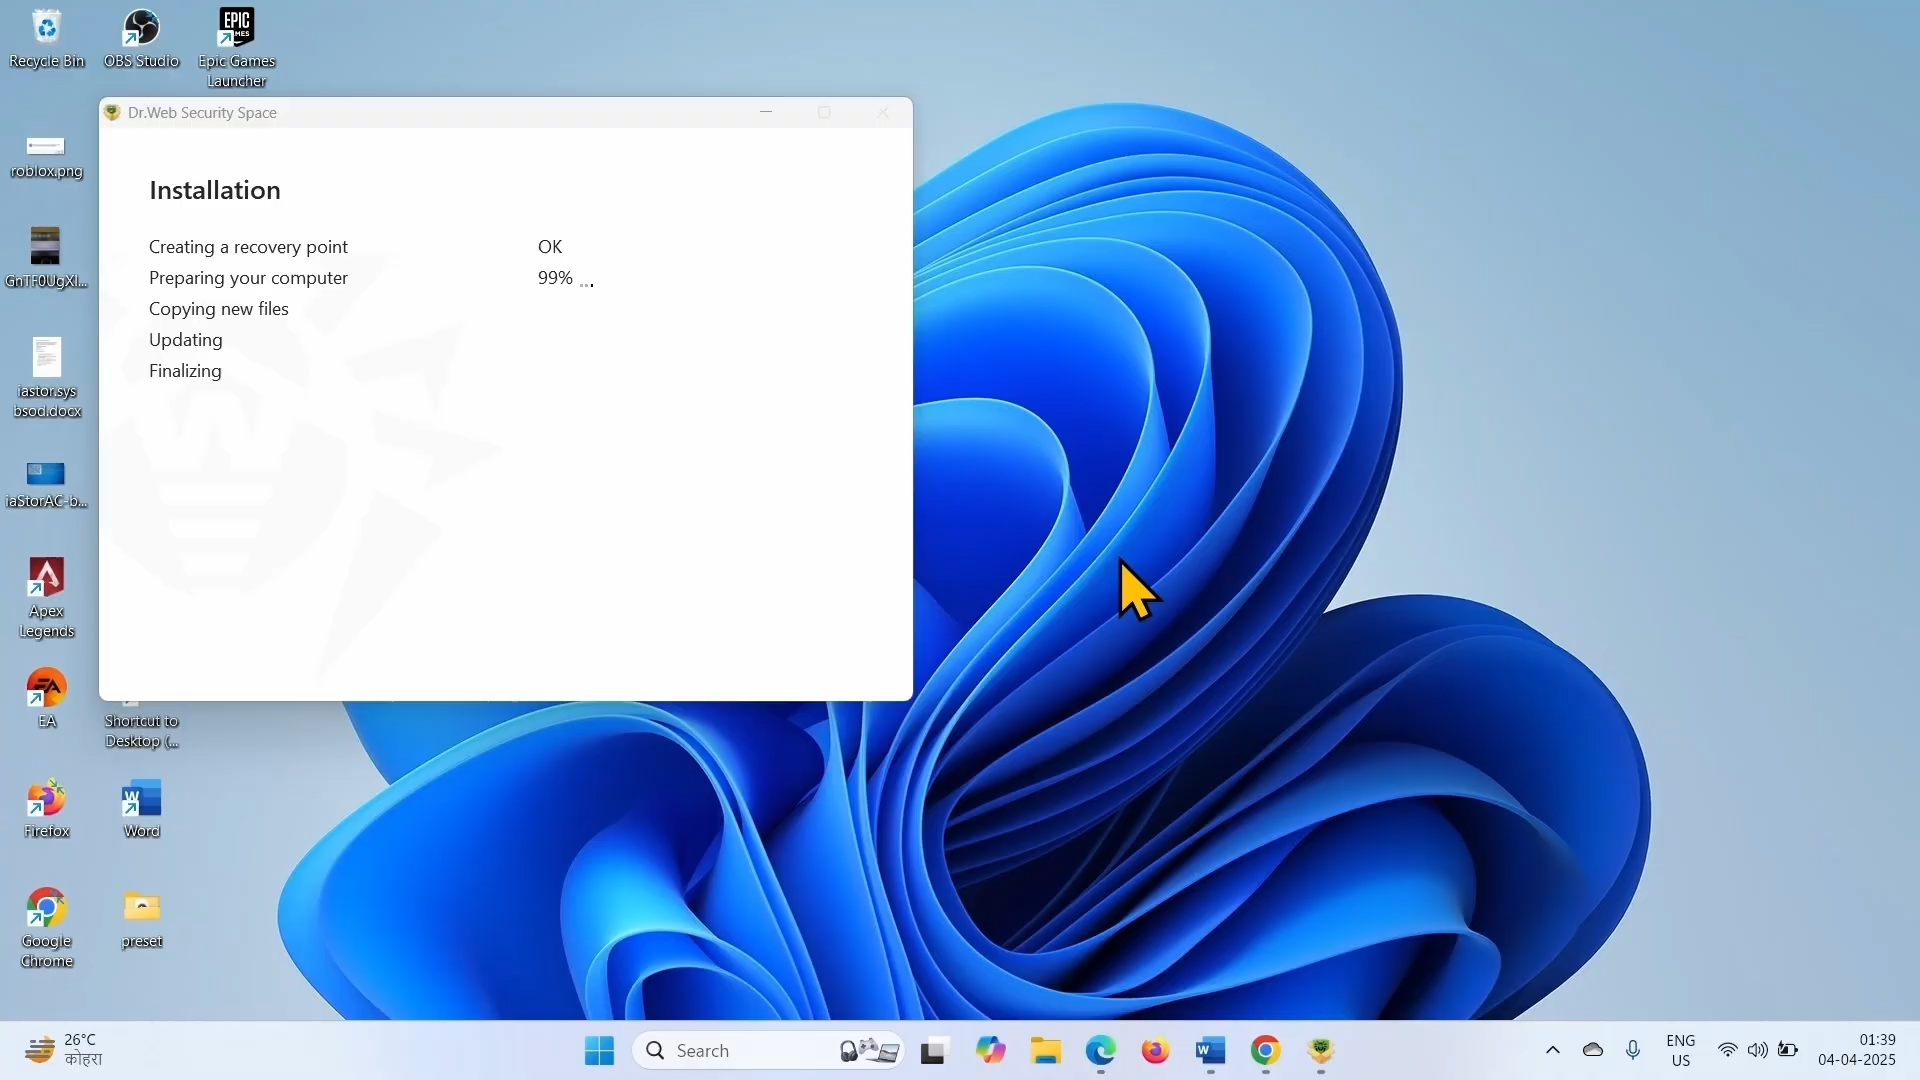 Recycle Bin
OBS Studio
EPIC
GAMES
Epic Games
Launcher
Dr.Web Security Space
roblox.png
Installation
Creating a recovery point OK
Preparing your computer 99% ...
Copying new files
Updating
Finalizing
GnTF0UgXI...
iastor.sys
bsod.docx
iaStorAC-b...
Apex
Legends
EA
EA
Shortcut to
Desktop (...
Firefox
W
Word
Google
Chrome
preset
26°C
कोहरा
Search
W
ENG
US
01:39
04-04-2025